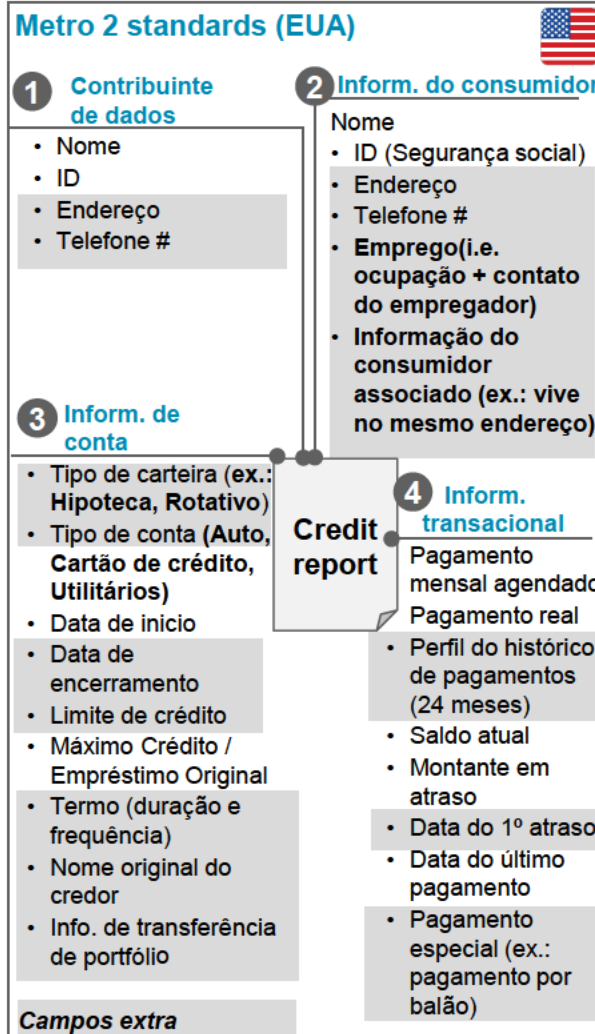 Metro 2 standards (EUA)
1 Contribuinte
de dados
• Nome
• ID
• Endereço
• Telefone #
2 Inform. do consumidor
Nome
• ID (Segurança social)
• Endereço
• Telefone #
• Emprego(i.e.
ocupação + contato
do empregador)
• Informação do
consumidor
associado (ex.: vive
no mesmo endereço)
3 Inform. de
conta
• Tipo de carteira (ex.:
Hipoteca, Rotativo)
• Tipo de conta (Auto,
Cartão de crédito,
Utilitários)
• Data de inicio
• Data de
encerramento
• Limite de crédito
• Máximo Crédito /
Empréstimo Original
• Termo (duração e
frequência)
• Nome original do
credor
• Info. de transferência
de portfólio
Campos extra
Credit
report
4 Inform.
transacional
Pagamento
mensal agendado
Pagamento real
• Perfil do histórico
de pagamentos
(24 meses)
• Saldo atual
• Montante em
atraso
• Data do 1º atraso
• Data do último
pagamento
• Pagamento
especial (ex.:
pagamento por
balão)